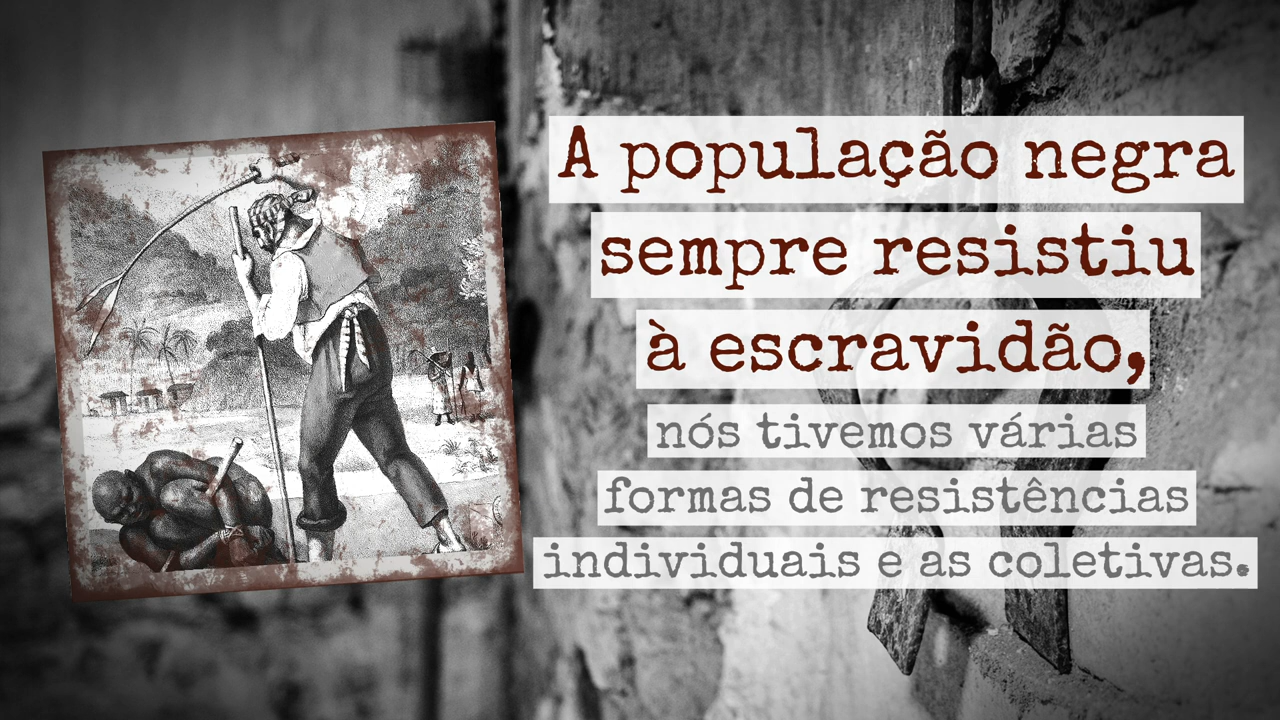 A população negra
sempre resistiu
à escravidão,
nós tivemos várias
formas de resistências
individuais e as coletivas.